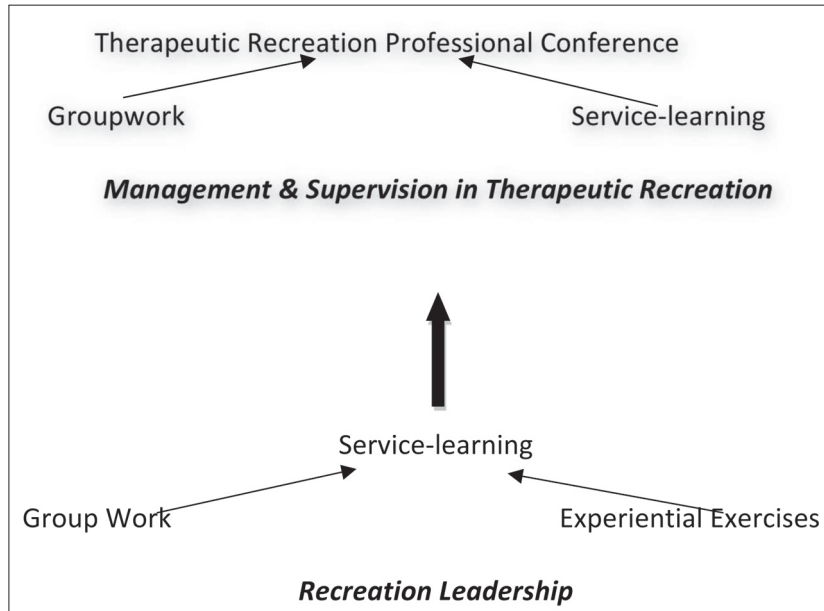 Therapeutic Recreation Professional Conference
Groupwork
Service-learning
Management & Supervision in Therapeutic Recreation
Service-learning
Group Work
Experiential Exercises
Recreation Leadership